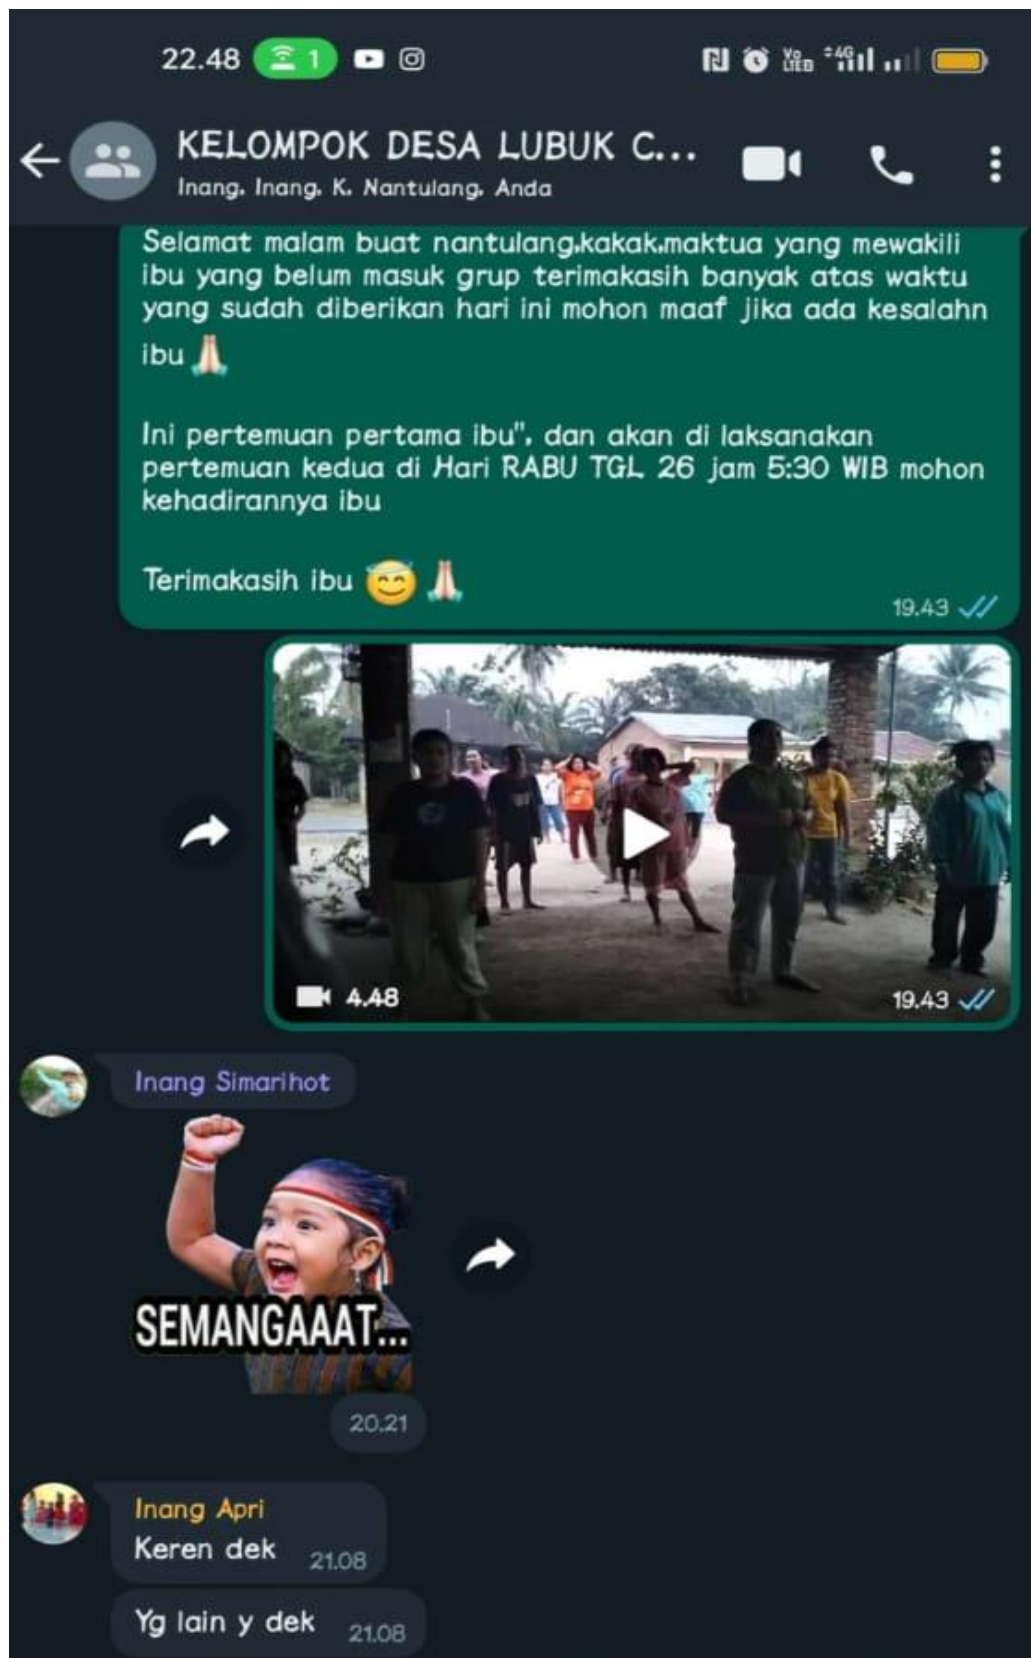 22.48 1
Vo LTE 4G
KELOMPOK DESA LUBUK C...
Inang, Inang, K, Nantulang, Anda
Selamat malam buat nantulang,kakak,maktua yang mewakili
ibu yang belum masuk grup terimakasih banyak atas waktu
yang sudah diberikan hari ini mohon maaf jika ada kesalahn
ibu 🙏🏻
Ini pertemuan pertama ibu", dan akan di laksanakan
pertemuan kedua di Hari RABU TGL 26 jam 5:30 WIB mohon
kehadirannya ibu
Terimakasih ibu 😇🙏🏻
19.43
4.48
19.43
Inang Simarihot
SEMANGAAAT...
20.21
Inang Apri
Keren dek 21.08
Yg lain y dek 21.08